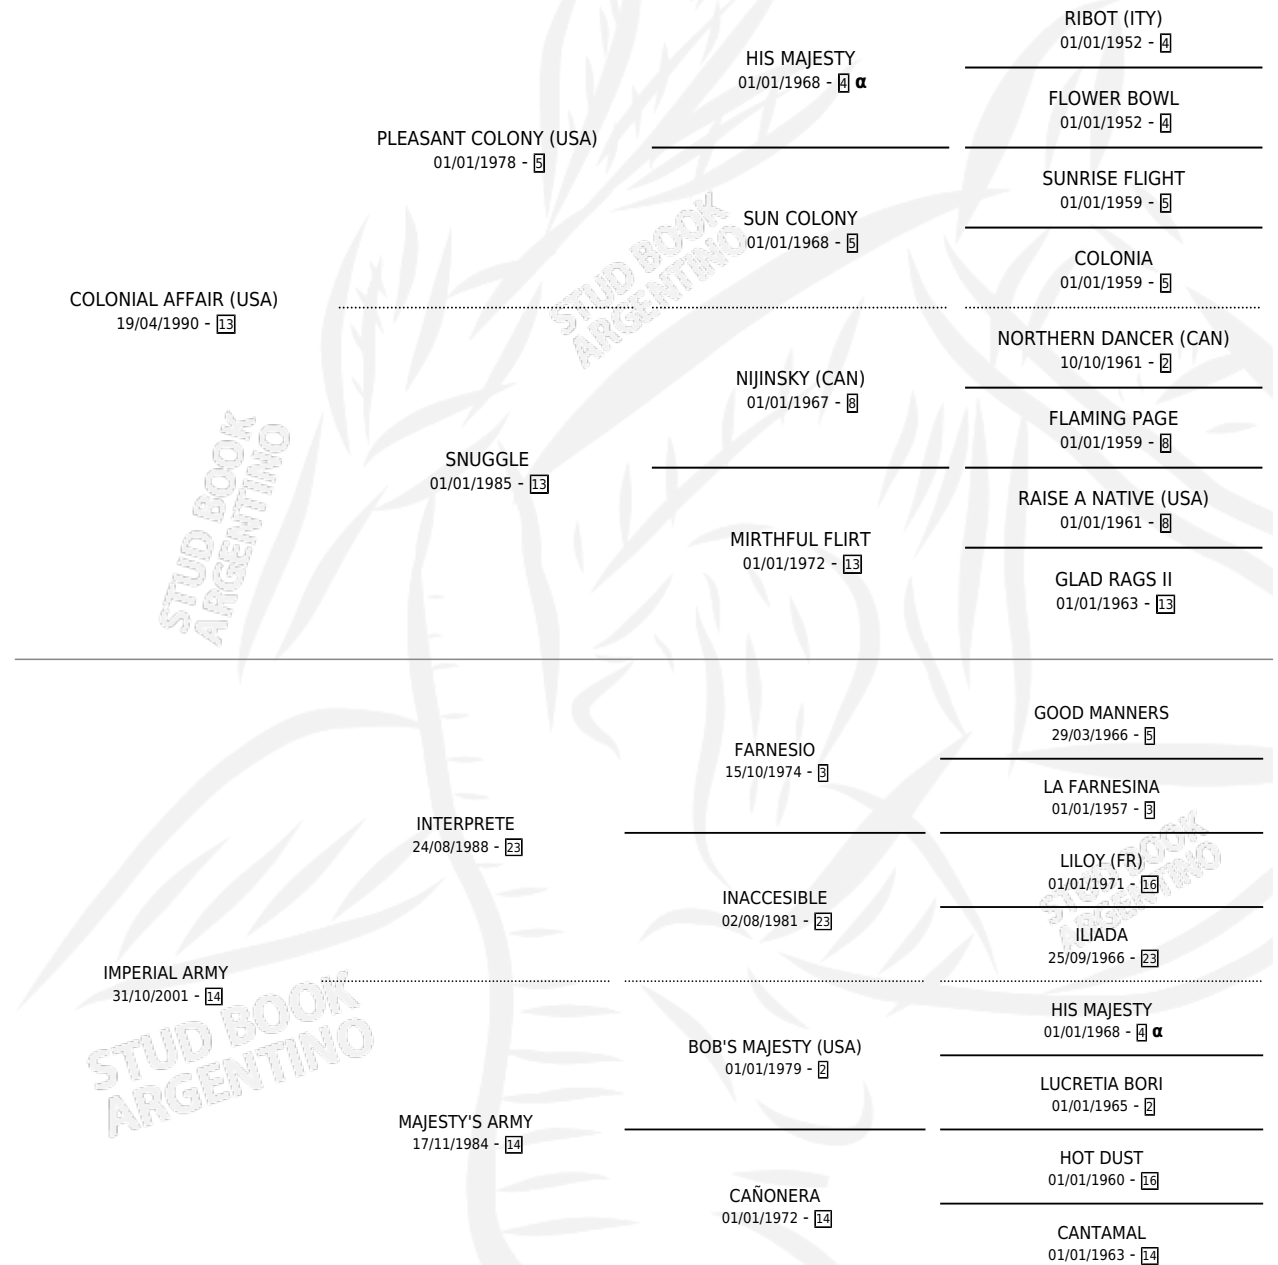 RIBOT (ITY)
01/01/1952 - 4
HIS MAJESTY
01/01/1968 - 4 α
FLOWER BOWL
01/01/1952 - 4
PLEASANT COLONY (USA)
01/01/1978 - 5
SUNRISE FLIGHT
01/01/1959 - 5
SUN COLONY
01/01/1968 - 5
COLONIA
01/01/1959 - 5
COLONIAL AFFAIR (USA)
19/04/1990 - 13
NORTHERN DANCER (CAN)
10/10/1961 - 2
NIJINSKY (CAN)
01/01/1967 - 8
FLAMING PAGE
01/01/1959 - 8
SNUGGLE
01/01/1985 - 13
RAISE A NATIVE (USA)
01/01/1961 - 8
MIRTHFUL FLIRT
01/01/1972 - 13
GLAD RAGS II
01/01/1963 - 13
STUD BOOK
ARGENTINO
STUD BOOK
ARGENTINO
GOOD MANNERS
29/03/1966 - 5
FARNESIO
15/10/1974 - 3
LA FARNESINA
01/01/1957 - 3
INTERPRETE
24/08/1988 - 23
LILOY (FR)
01/01/1971 - 16
INACCESIBLE
02/08/1981 - 23
ILIADA
25/09/1966 - 23
IMPERIAL ARMY
31/10/2001 - 14
HIS MAJESTY
01/01/1968 - 4 α
BOB'S MAJESTY (USA)
01/01/1979 - 2
LUCRETIA BORI
01/01/1965 - 2
MAJESTY'S ARMY
17/11/1984 - 14
HOT DUST
01/01/1960 - 16
CAÑONERA
01/01/1972 - 14
CANTAMAL
01/01/1963 - 14
STUD BOOK
ARGENTINO
STUD BOOK
ARGENTINO